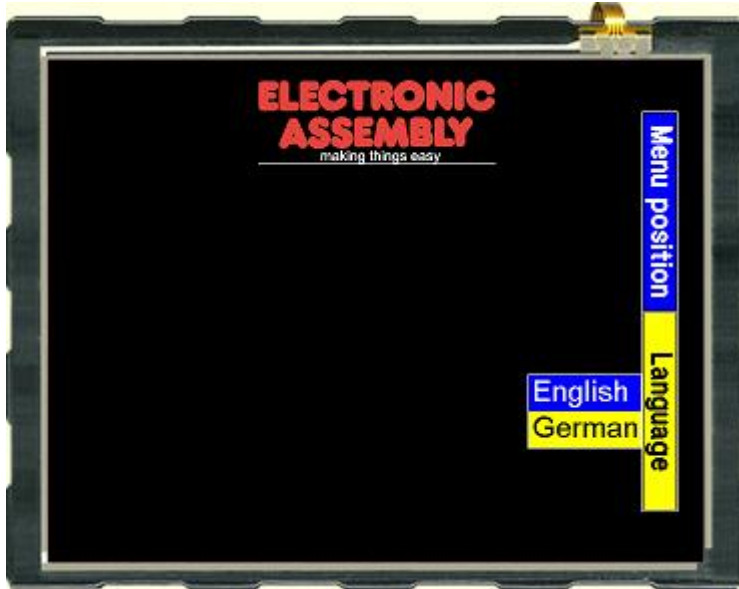 ELECTRONIC
ASSEMBLY
making things easy
Menu position
Language
English
German